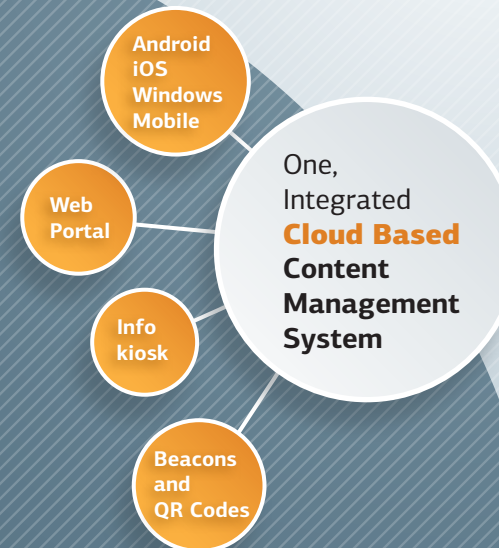 Android
iOS
Windows
Mobile
Web
Portal
Info
kiosk
Beacons
and
QR Codes
One,
Integrated
Cloud Based
Content
Management
System